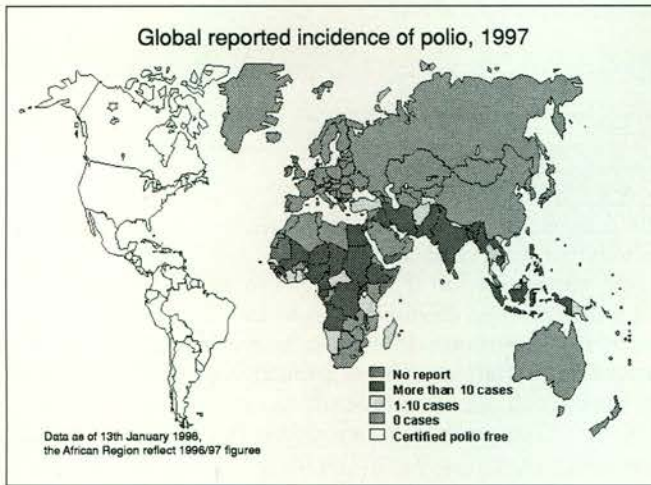 Global reported incidence of polio, 1997
No report
More than 10 cases
1-10 cases
0 cases
Certified polio free
Data as of 13th January 1998,
the African Region reflect 1996/97 figures